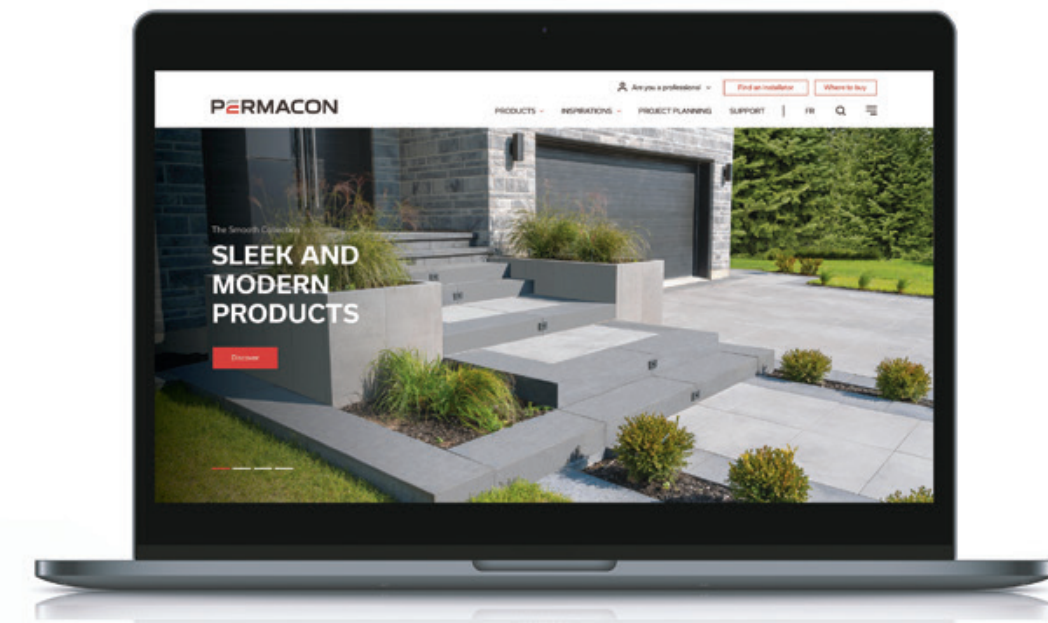 Are you a professional
Find an installator
Where to buy
PERMACON
PRODUCTS
INSPIRATIONS
PROJECT PLANNING
SUPPORT
FR
The Smooth Collection
SLEEK AND
MODERN
PRODUCTS
Discover